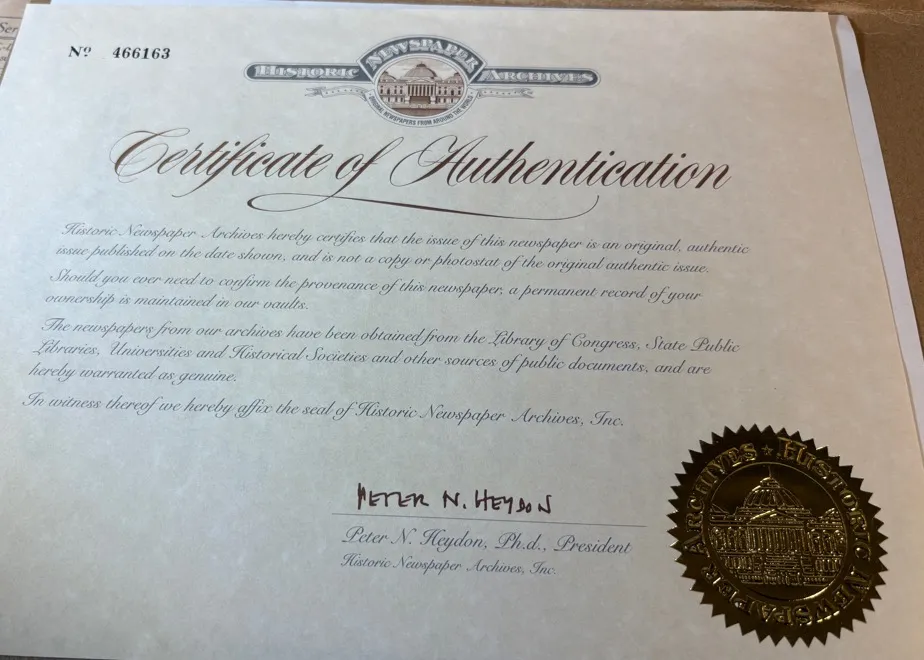 Nº 466163
HISTORIC NEWSPAPER ARCHIVES
ORIGINAL NEWSPAPERS FROM AROUND THE WORLD
Certificate of Authentication
Historic Newspaper Archives hereby certifies that the issue of this newspaper is an original, authentic
issue published on the date shown, and is not a copy or photostat of the original authentic issue.
Should you ever need to confirm the provenance of this newspaper, a permanent record of your
ownership is maintained in our vaults.
The newspapers from our archives have been obtained from the Library of Congress, State Public
Libraries, Universities and Historical Societies and other sources of public documents, and are
hereby warranted as genuine.
In witness thereof we hereby affix the seal of Historic Newspaper Archives, Inc.
PETER N. HEYDON
Peter N. Heydon, Ph.d., President
Historic Newspaper Archives, Inc.
HISTORIC NEWSPAPER ARCHIVES